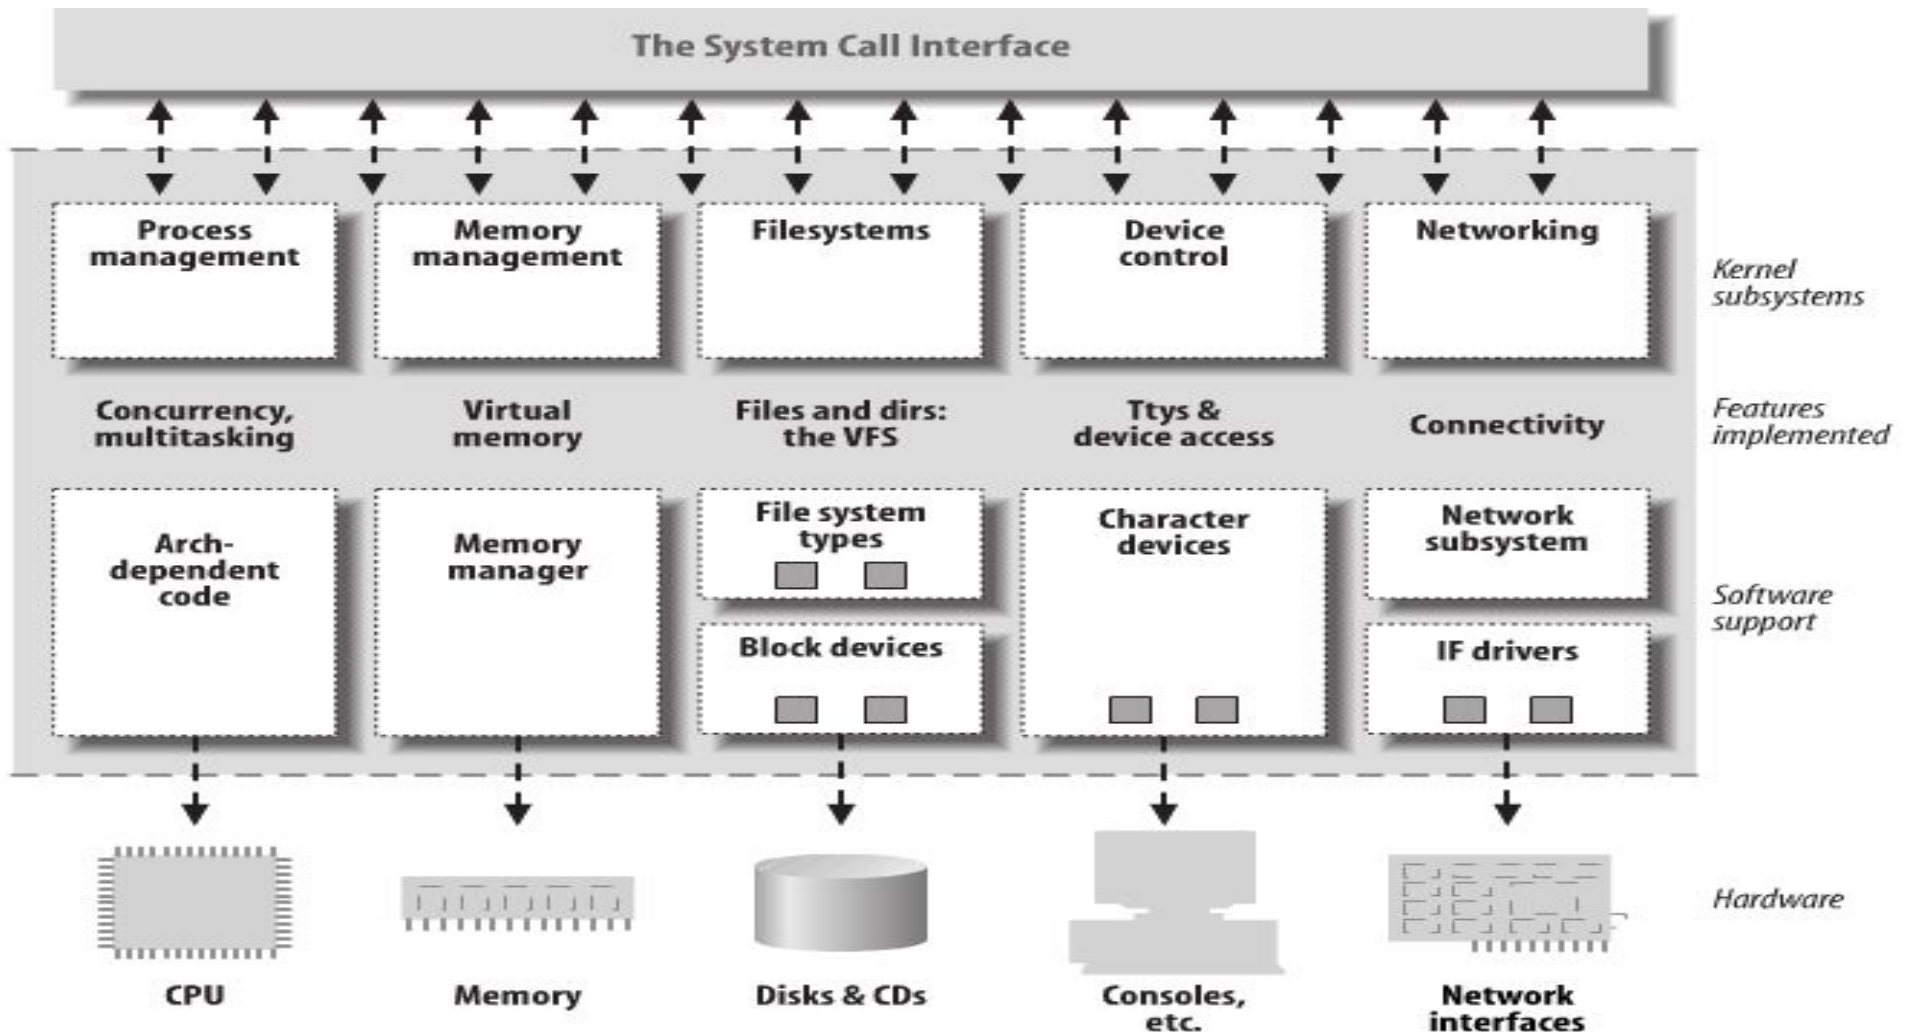 The System Call Interface
Process
management
Memory
management
Filesystems
Device
control
Networking
Kernel
subsystems
Concurrency,
multitasking
Virtual
memory
Files and dirs:
the VFS
Ttys &
device access
Connectivity
Features
implemented
Arch-
dependent
code
Memory
manager
File system
types
Block devices
Character
devices
Network
subsystem
IF drivers
Software
support
Hardware
CPU
Memory
Disks & CDs
Consoles,
etc.
Network
interfaces